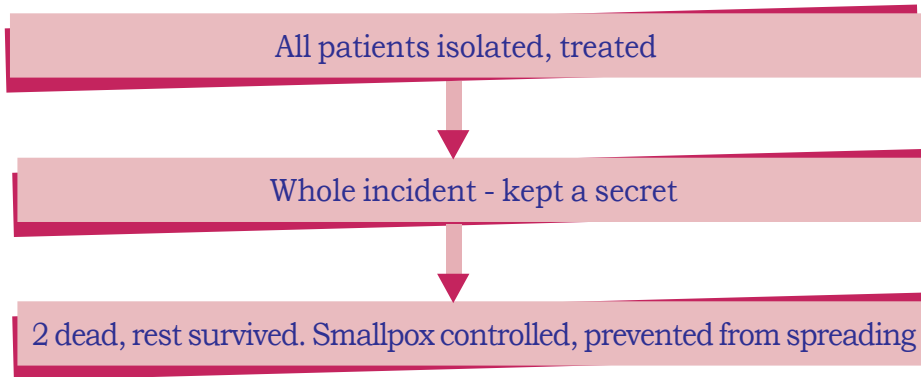 All patients isolated, treated
Whole incident - kept a secret
2 dead, rest survived. Smallpox controlled, prevented from spreading